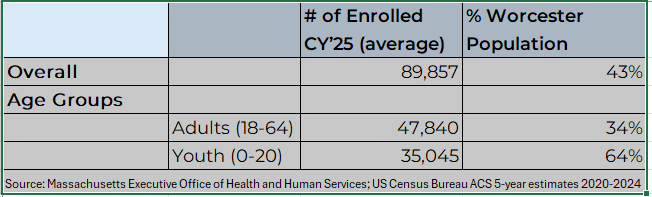 # of Enrolled CY'25 (average) % Worcester Population
Overall 89,857 43%
Age Groups
Adults (18-64) 47,840 34%
Youth (0-20) 35,045 64%
Source: Massachusetts Executive Office of Health and Human Services; US Census Bureau ACS 5-year estimates 2020-2024